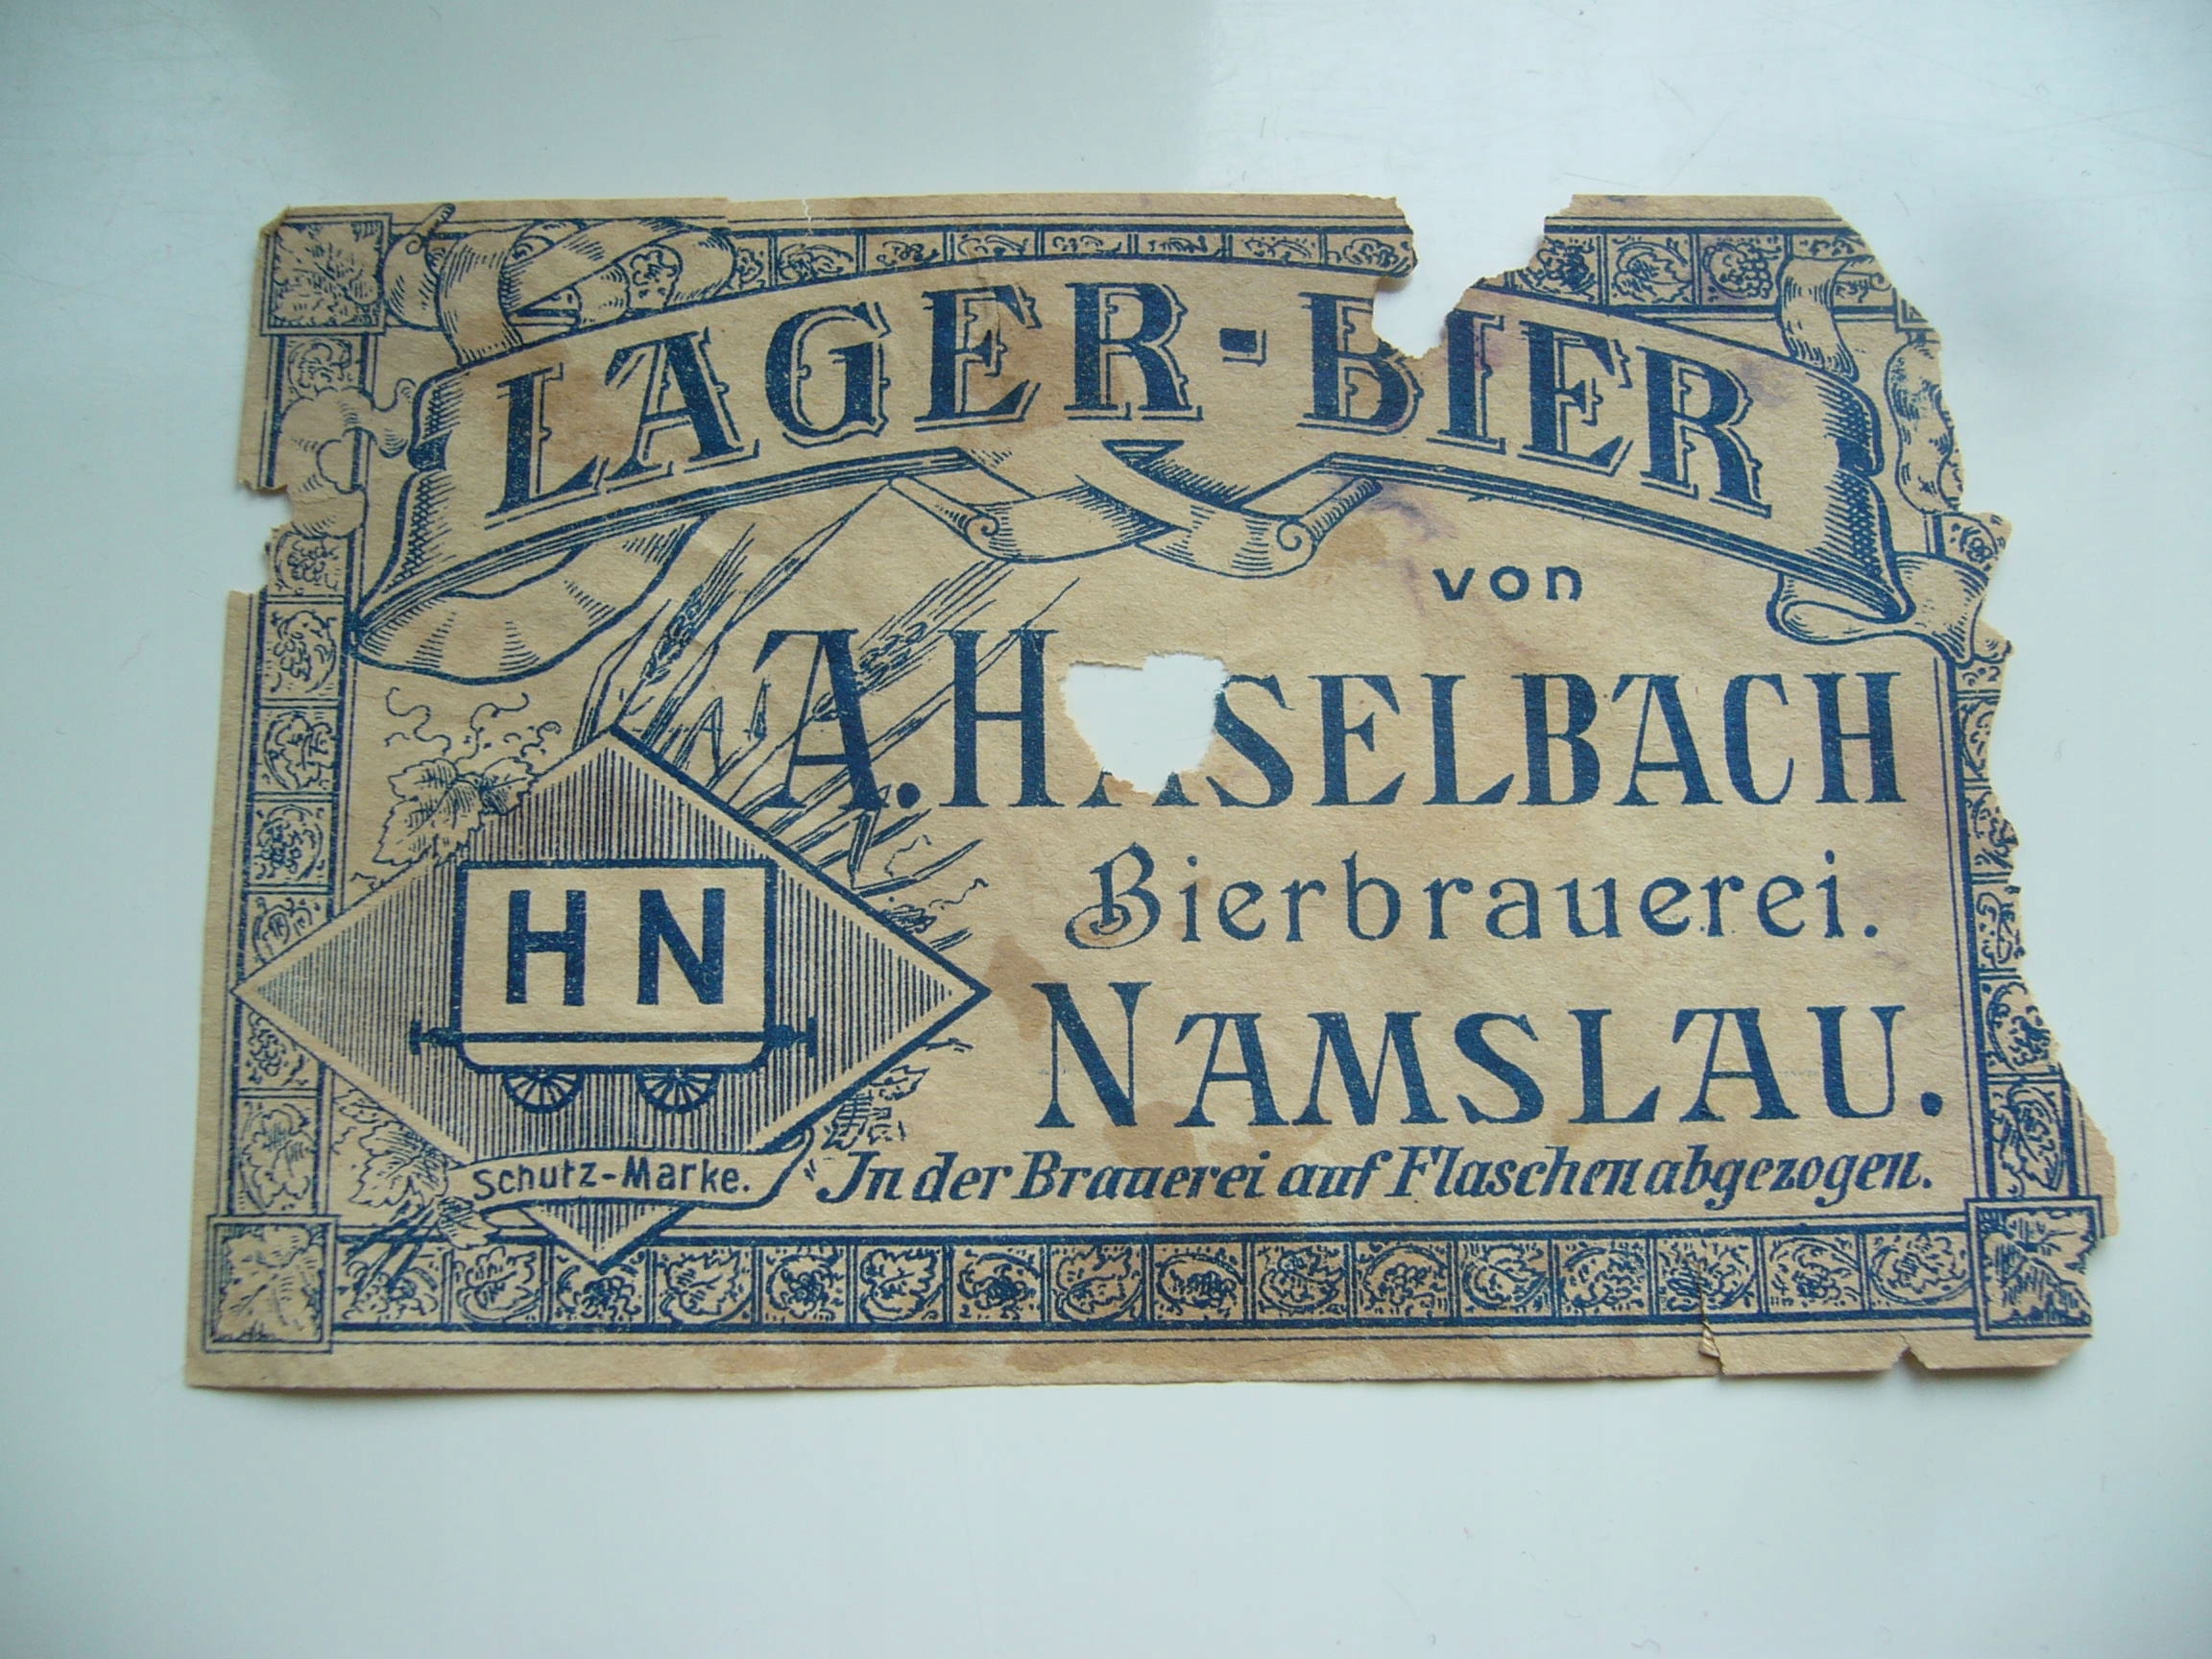 LAGER-BIER
von
A. HASELBACH
Bierbrauerei.
NAMSLAU.
HN
Schutz-Marke.
In der Brauerei auf Flaschen abgezogen.